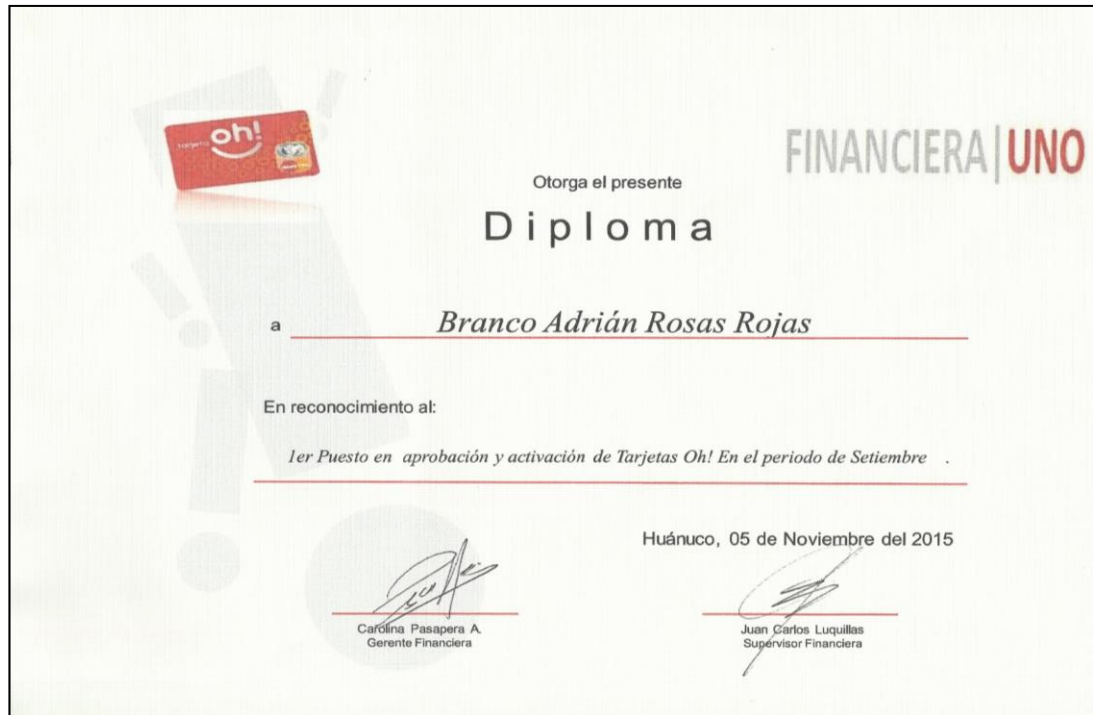 Tarjeta oh!
FINANCIERA|UNO
Otorga el presente
Diploma
a Branco Adrián Rosas Rojas
En reconocimiento al:
1er Puesto en aprobación y activación de Tarjetas Oh! En el periodo de Setiembre .
Huánuco, 05 de Noviembre del 2015
Carolina Pasapera A.
Gerente Financiera
Juan Carlos Luquillas
Supervisor Financiera